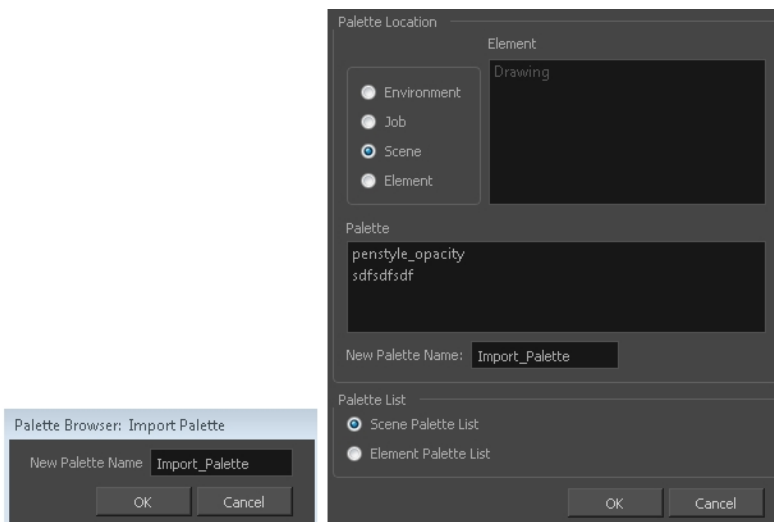 Palette Location
Element
Drawing
Environment
Job
Scene
Element
Palette
penstyle_opacity
sdfsdfsdf
New Palette Name: Import_Palette
Palette List
Scene Palette List
Element Palette List
OK Cancel
Palette Browser: Import Palette
New Palette Name Import_Palette
OK Cancel